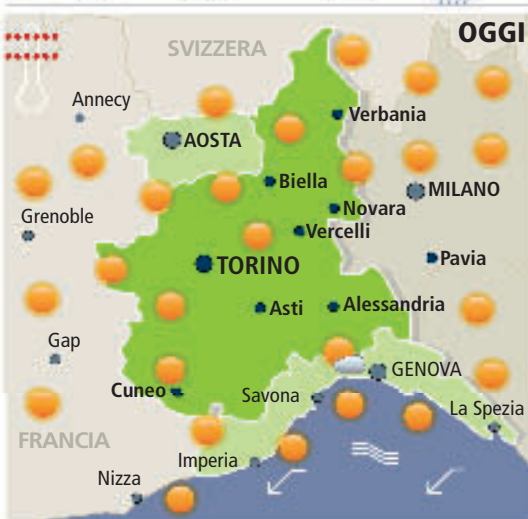 OGGI
SVIZZERA
Annecy
Verbania
AOSTA
Biella
MILANO
Novara
Grenoble
Vercelli
TORINO
Pavia
Asti
Alessandria
Gap
GENOVA
Cuneo
Savona
La Spezia
FRANCIA
Imperia
Nizza